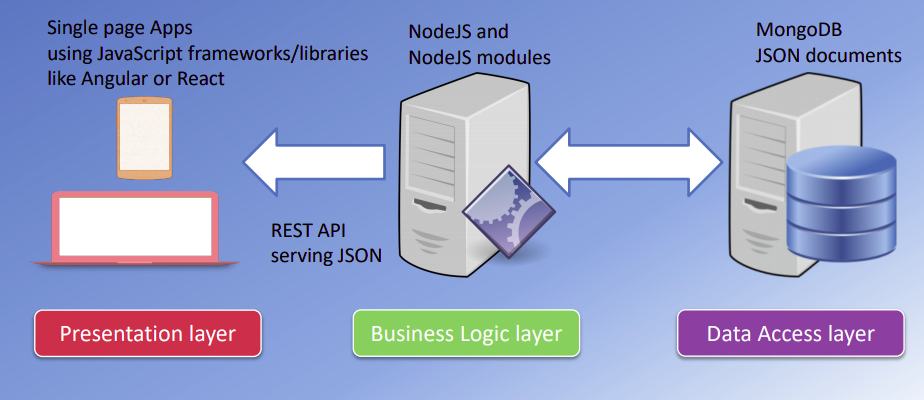 Single page Apps
using JavaScript frameworks/libraries
like Angular or React
NodeJS and
NodeJS modules
MongoDB
JSON documents
REST API
serving JSON
Presentation layer
Business Logic layer
Data Access layer